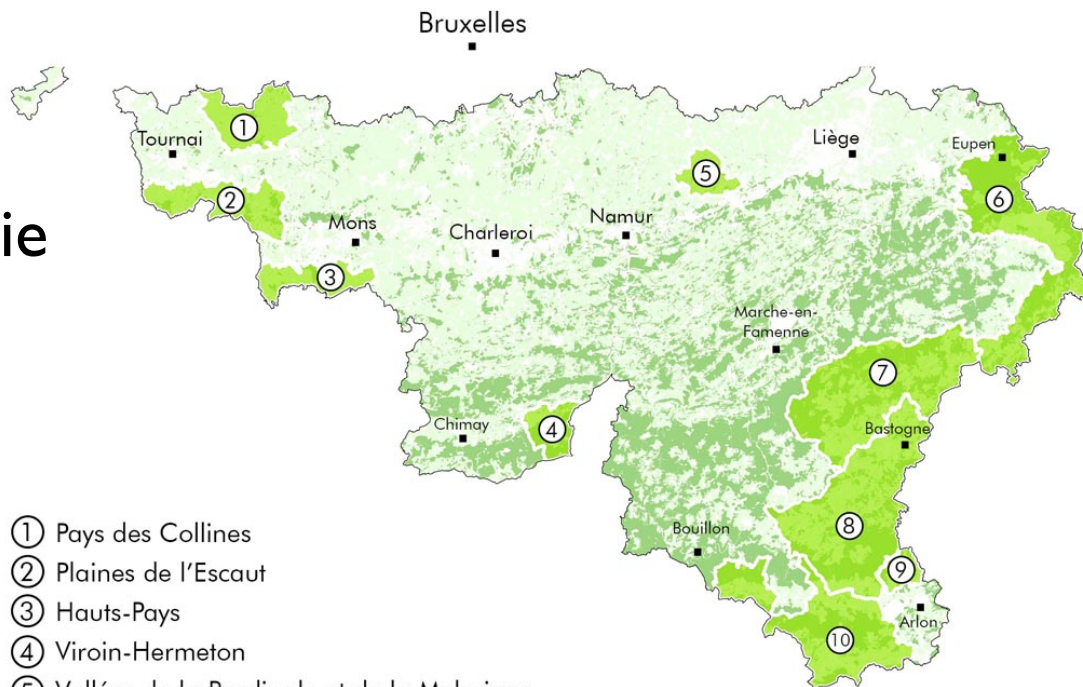 Bruxelles
①
Tournai
Liège
Eupen
⑤
②
⑥
Namur
Mons
ie
Charleroi
③
Marche-en-
Famenne
⑦
Chimay
④
Bastogne
⑧
Bouillon
⑨
Arlon
⑩
① Pays des Collines
② Plaines de l'Escaut
③ Hauts-Pays
④ Viroin-Hermeton